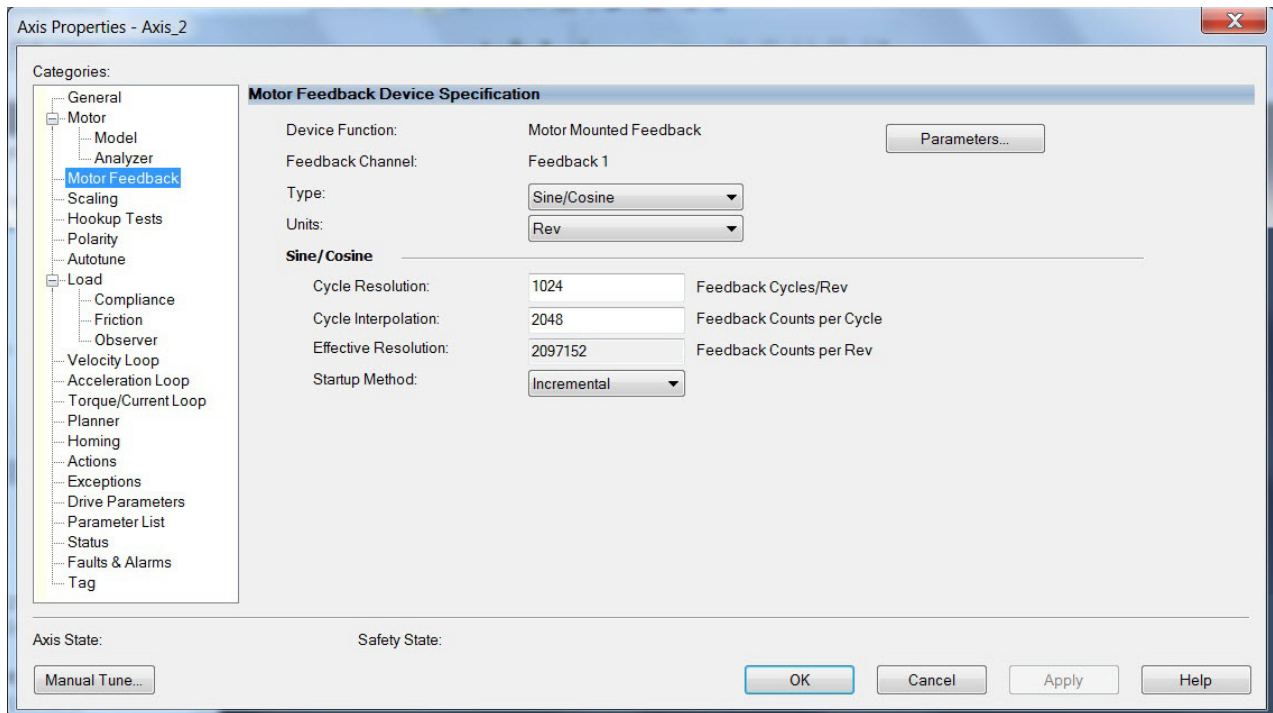 Axis Properties - Axis_2
X
Categories:
General
Motor
Model
Analyzer
Motor Feedback
Scaling
Hookup Tests
Polarity
Autotune
Load
Compliance
Friction
Observer
Velocity Loop
Acceleration Loop
Torque/Current Loop
Planner
Homing
Actions
Exceptions
Drive Parameters
Parameter List
Status
Faults & Alarms
Tag
Motor Feedback Device Specification
Device Function: Motor Mounted Feedback Parameters...
Feedback Channel: Feedback 1
Type: Sine/Cosine
Units: Rev
Sine/Cosine
Cycle Resolution: 1024 Feedback Cycles/Rev
Cycle Interpolation: 2048 Feedback Counts per Cycle
Effective Resolution: 2097152 Feedback Counts per Rev
Startup Method: Incremental
Axis State: Safety State:
Manual Tune... OK Cancel Apply Help